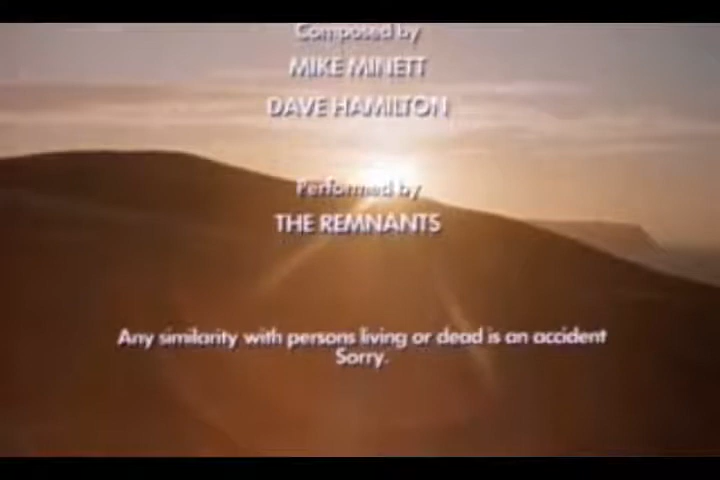 Composed by
MIKE MINETT
DAVE HAMILTON
Performed by
THE REMNANTS
Any similarity with persons living or dead is an accident
Sorry.